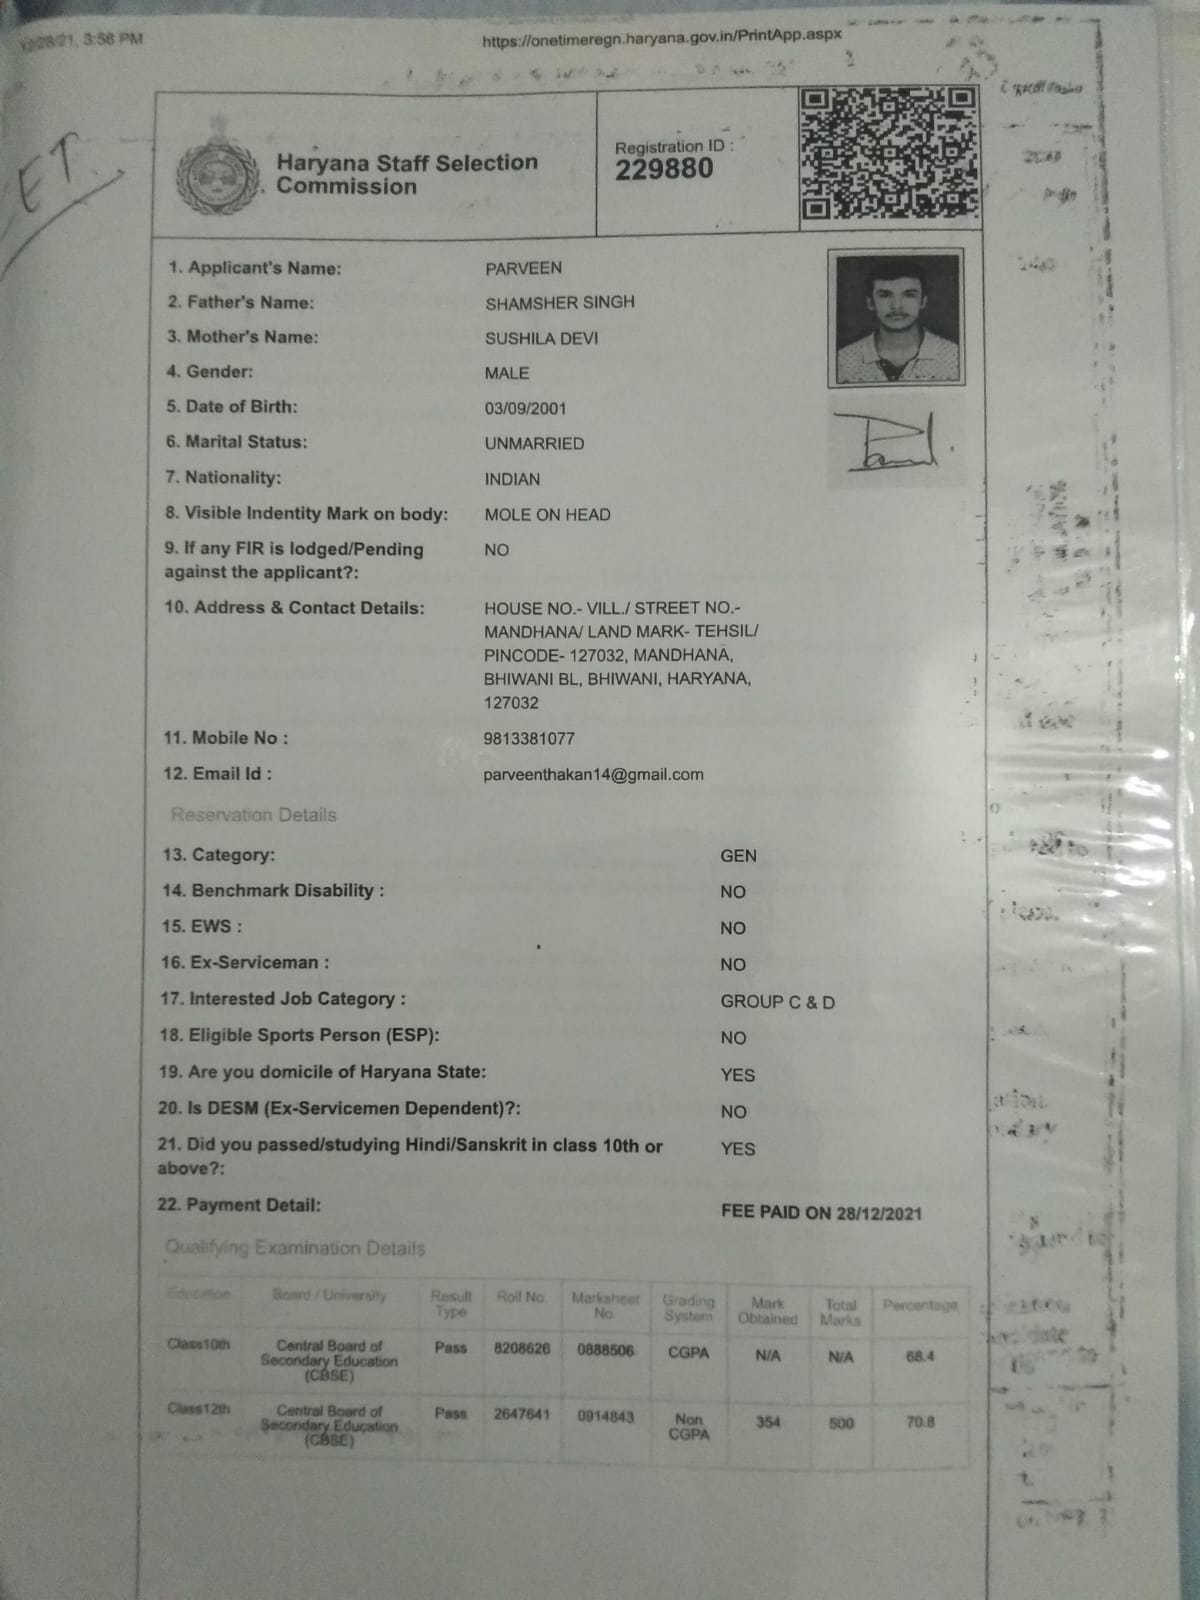 3:56 PM
https://onetimeregn.haryana.gov.in/PrintApp.aspx
ET
Haryana Staff Selection
Commission
Registration ID :
229880
1. Applicant's Name: PARVEEN
2. Father's Name: SHAMSHER SINGH
3. Mother's Name: SUSHILA DEVI
4. Gender: MALE
5. Date of Birth: 03/09/2001
6. Marital Status: UNMARRIED
7. Nationality: INDIAN
8. Visible Indentity Mark on body: MOLE ON HEAD
9. If any FIR is lodged/Pending NO
against the applicant?:
10. Address & Contact Details: HOUSE NO.- VILL./ STREET NO.-
MANDHANA/ LAND MARK- TEHSIL/
PINCODE- 127032, MANDHANA,
BHIWANI BL, BHIWANI, HARYANA,
127032
11. Mobile No : 9813381077
12. Email Id : parveenthakan14@gmail.com
Reservation Details
13. Category: GEN
14. Benchmark Disability : NO
15. EWS : NO
16. Ex-Serviceman : NO
17. Interested Job Category : GROUP C & D
18. Eligible Sports Person (ESP): NO
19. Are you domicile of Haryana State: YES
20. Is DESM (Ex-Servicemen Dependent)?: NO
21. Did you passed/studying Hindi/Sanskrit in class 10th or YES
above?:
22. Payment Detail: FEE PAID ON 28/12/2021
Qualifying Examination Details
Education Board / University Result Roll No. Marksheet Grading Mark Total Percentage
Type No. System Obtained Marks
Class10th Central Board of Pass 8208626 0888506 CGPA N/A N/A 68.4
Secondary Education
(CBSE)
Class12th Central Board of Pass 2647641 0914843 Non 354 500 70.8
Secondary Education CGPA
(CBSE)